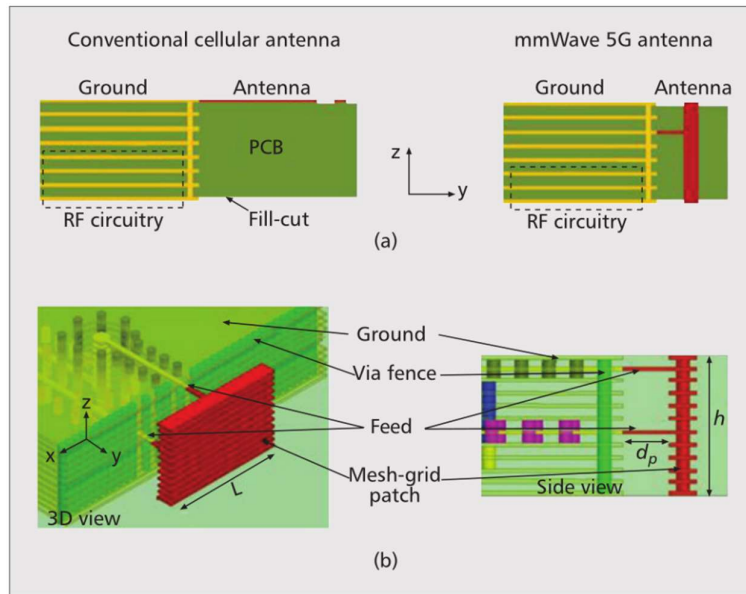 Conventional cellular antenna
mmWave 5G antenna
Ground
Antenna
Ground
Antenna
PCB
z
y
RF circuitry
Fill-cut
RF circuitry
(a)
Ground
Via fence
Feed
Mesh-grid
patch
z
x
y
L
3D view
h
dp
Side view
(b)